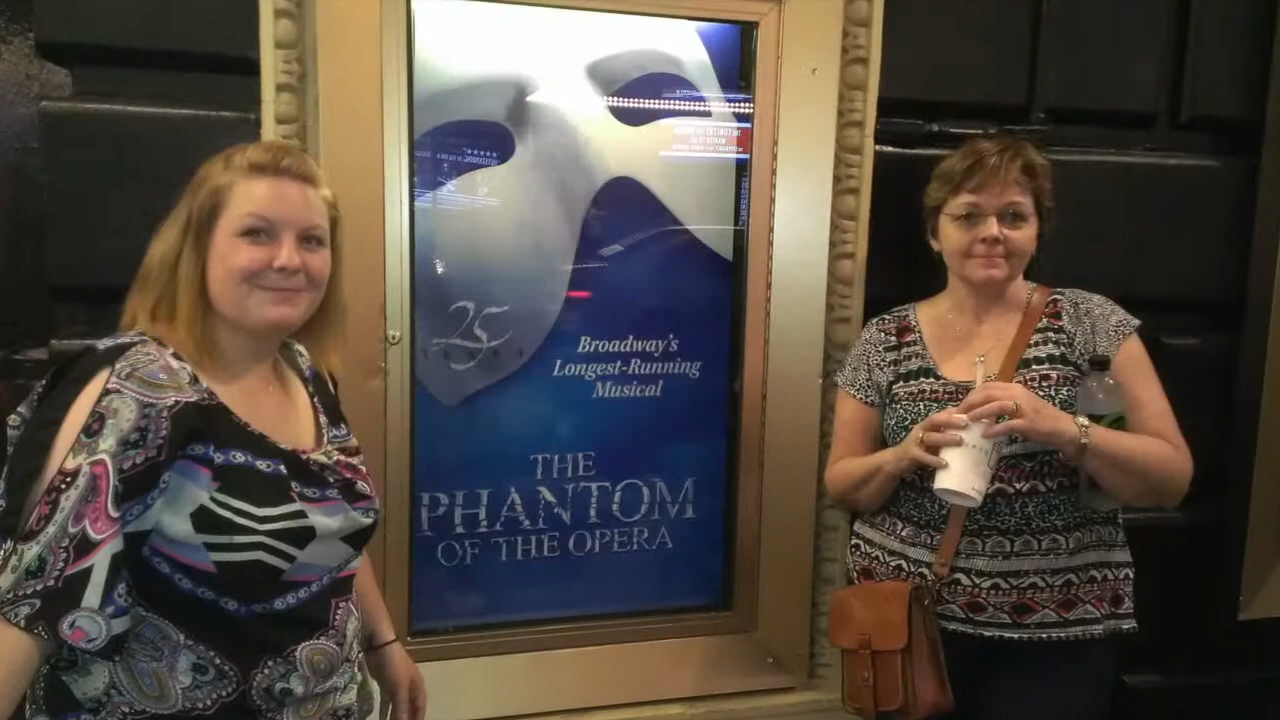 25
Broadway's
Longest-Running
Musical
THE
PHANTOM
OF THE OPERA